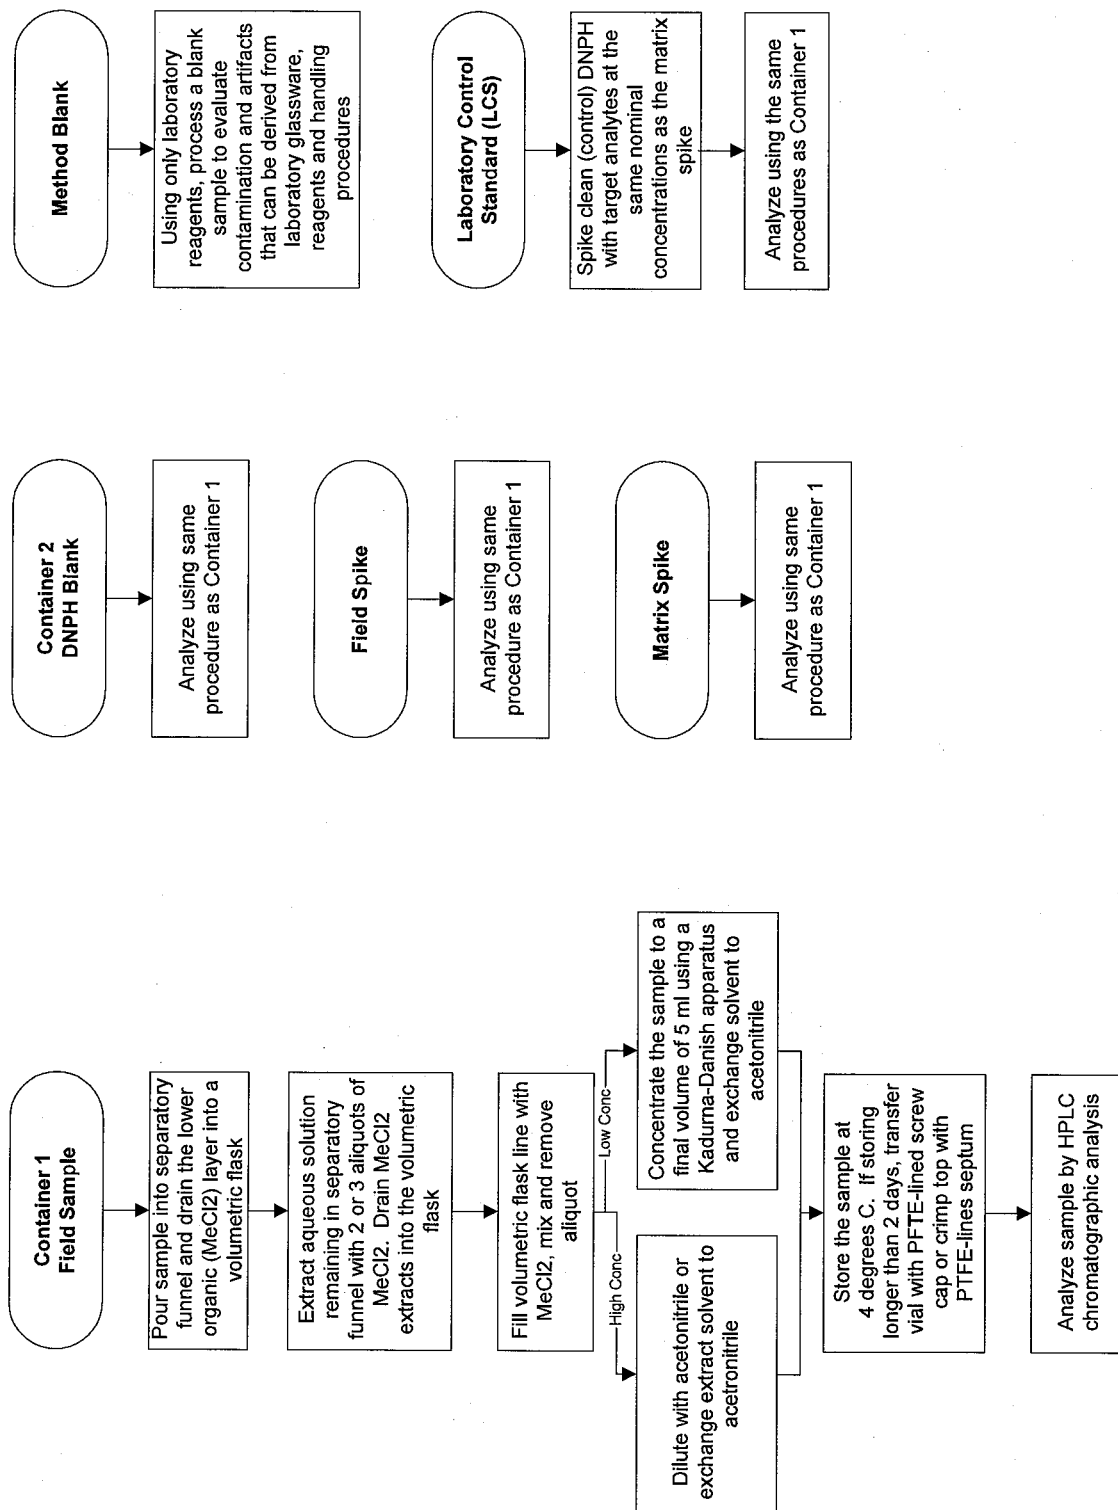 Container 1
Field Sample
Pour sample into separatory
funnel and drain the lower
organic (MeCl2) layer into a
volumetric flask
Extract aqueous solution
remaining in separatory
funnel with 2 or 3 aliquots of
MeCl2. Drain MeCl2
extracts into the volumetric
flask
Fill volumetric flask line with
MeCl2, mix and remove
aliquot
High Conc
Low Conc
Dilute with acetonitrile or
exchange extract solvent to
acetronitrile
Concentrate the sample to a
final volume of 5 ml using a
Kaduma-Danish apparatus
and exchange solvent to
acetonitrile
Store the sample at
4 degrees C. If storing
longer than 2 days, transfer
vial with PFTE-lined screw
cap or crimp top with
PTFE-lines septum
Analyze sample by HPLC
chromatographic analysis
Container 2
DNPH Blank
Analyze using same
procedure as Container 1
Field Spike
Analyze using same
procedure as Container 1
Matrix Spike
Analyze using same
procedure as Container 1
Method Blank
Using only laboratory
reagents, process a blank
sample to evaluate
contamination and artifacts
that can be derived from
laboratory glassware,
reagents and handling
procedures
Laboratory Control
Standard (LCS)
Spike clean (control) DNPH
with target analytes at the
same nominal
concentrations as the matrix
spike
Analyze using the same
procedures as Container 1